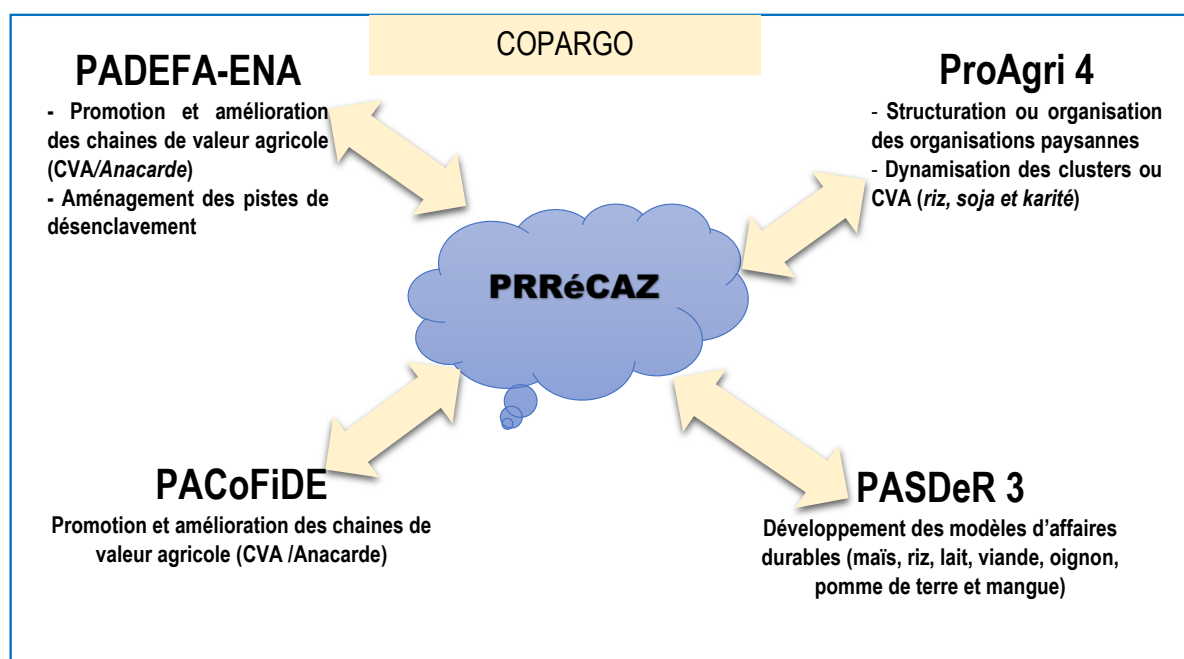 COPARGO
PADEFA-ENA
- Promotion et amélioration
des chaines de valeur agricole
(CVA/Anacarde)
- Aménagement des pistes de
désenclavement
ProAgri 4
- Structuration ou organisation
des organisations paysannes
- Dynamisation des clusters ou
CVA (riz, soja et karité)
PRRéCAZ
PACoFiDE
Promotion et amélioration des chaines de
valeur agricole (CVA /Anacarde)
PASDeR 3
Développement des modèles d’affaires
durables (maïs, riz, lait, viande, oignon,
pomme de terre et mangue)